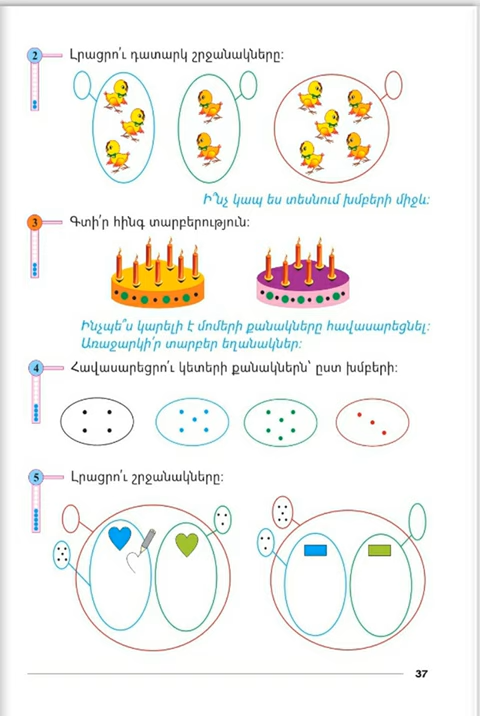 2 Լրացրո՛ւ դատարկ շրջանակները:
Ի՞նչ կապ ես տեսնում խմբերի միջև:
3 Գտի՛ր հինգ տարբերություն:
Ինչպե՞ս կարելի է մոմերի քանակները հավասարեցնել:
Առաջարկի՛ր տարբեր եղանակներ:
4 Հավասարեցրո՛ւ կետերի քանակներն՝ ըստ խմբերի:
5 Լրացրո՛ւ շրջանակները:
37